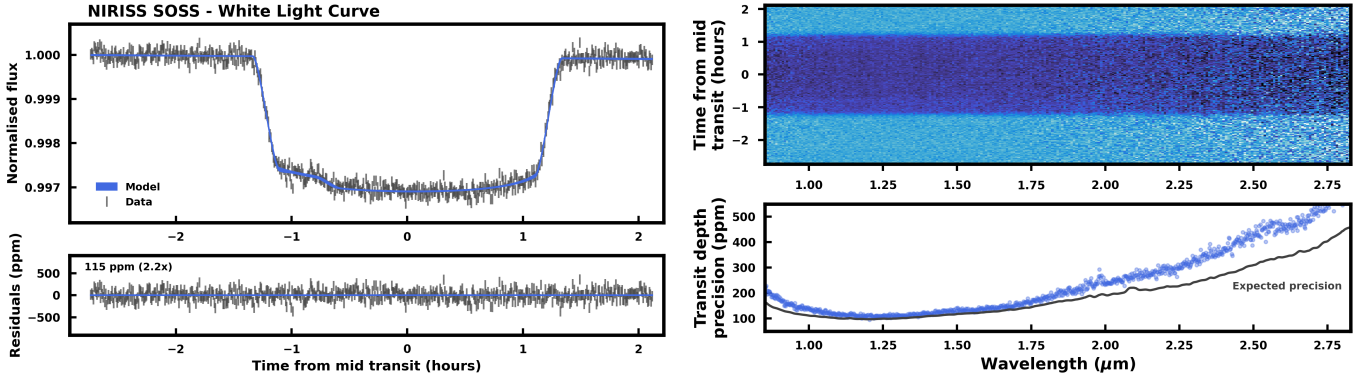 NIRISS SOSS - White Light Curve
Normalised flux
1.000
0.999
0.998
0.997
Model
Data
−2 −1 0 1 2
Residuals (ppm)
500
0
−500
115 ppm (2.2x)
−2 −1 0 1 2
Time from mid transit (hours)
Time from mid
transit (hours)
2
1
0
−1
−2
1.00 1.25 1.50 1.75 2.00 2.25 2.50 2.75
Transit depth
precision (ppm)
500
400
300
200
100
Expected precision
1.00 1.25 1.50 1.75 2.00 2.25 2.50 2.75
Wavelength (μm)